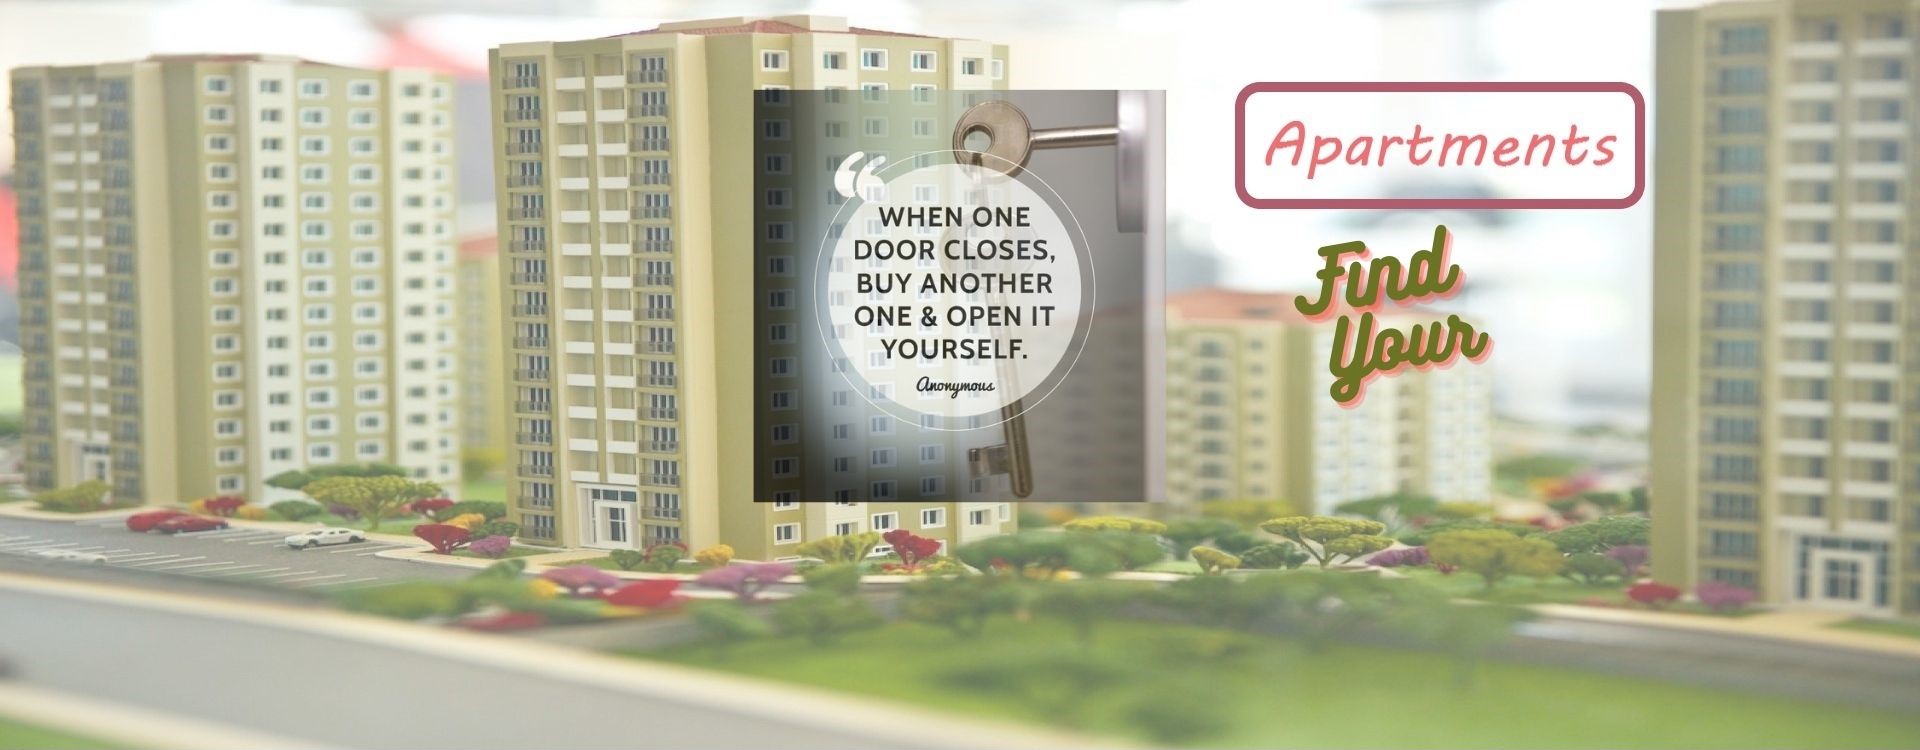 WHEN ONE
DOOR CLOSES,
BUY ANOTHER
ONE & OPEN IT
YOURSELF.
Anonymous
Apartments
Find
Your